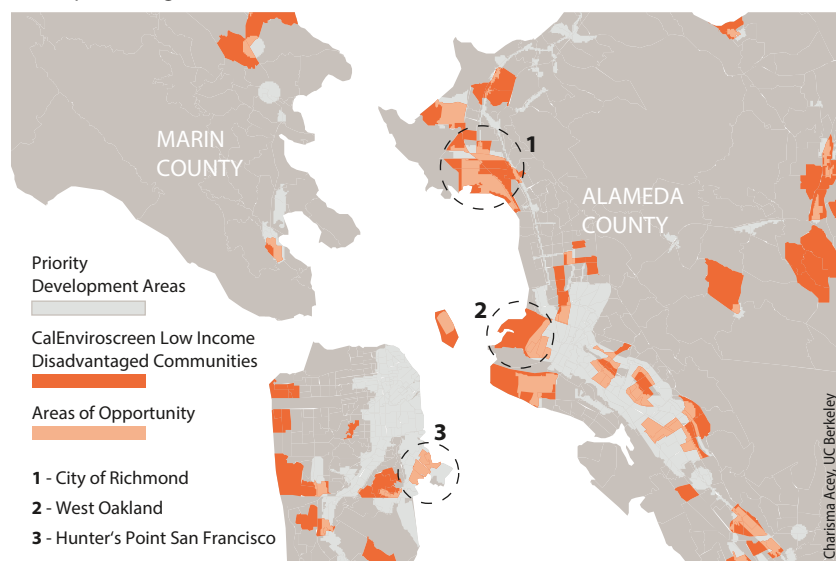 MARIN
COUNTY
1
ALAMEDA
COUNTY
Priority
Development Areas
2
CalEnviroscreen Low Income
Disadvantaged Communities
Areas of Opportunity
3
1 - City of Richmond
2 - West Oakland
3 - Hunter's Point San Francisco
Charisma Acey, UC Berkeley